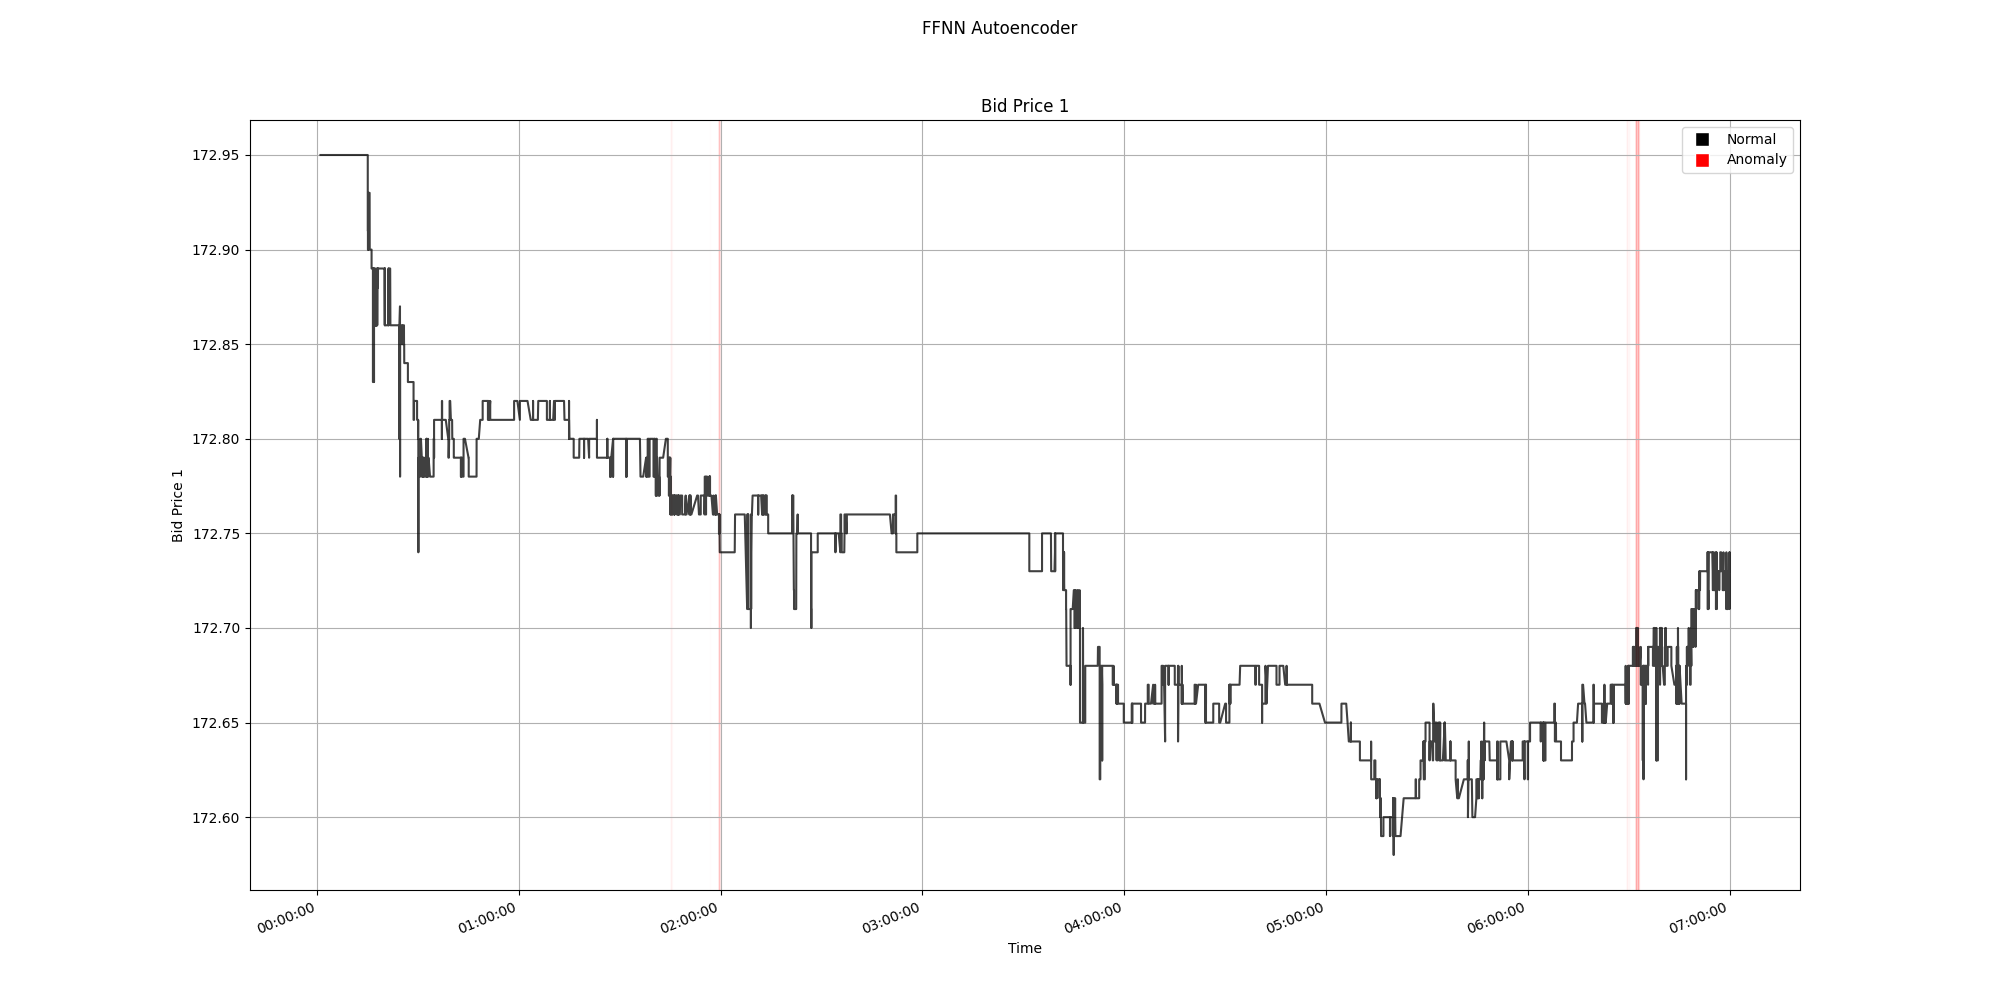 FFNN Autoencoder
Bid Price 1
Normal
Anomaly
172.95
172.90
172.85
172.80
172.75
172.70
172.65
172.60
Bid Price 1
00:00:00
01:00:00
02:00:00
03:00:00
04:00:00
05:00:00
06:00:00
07:00:00
Time